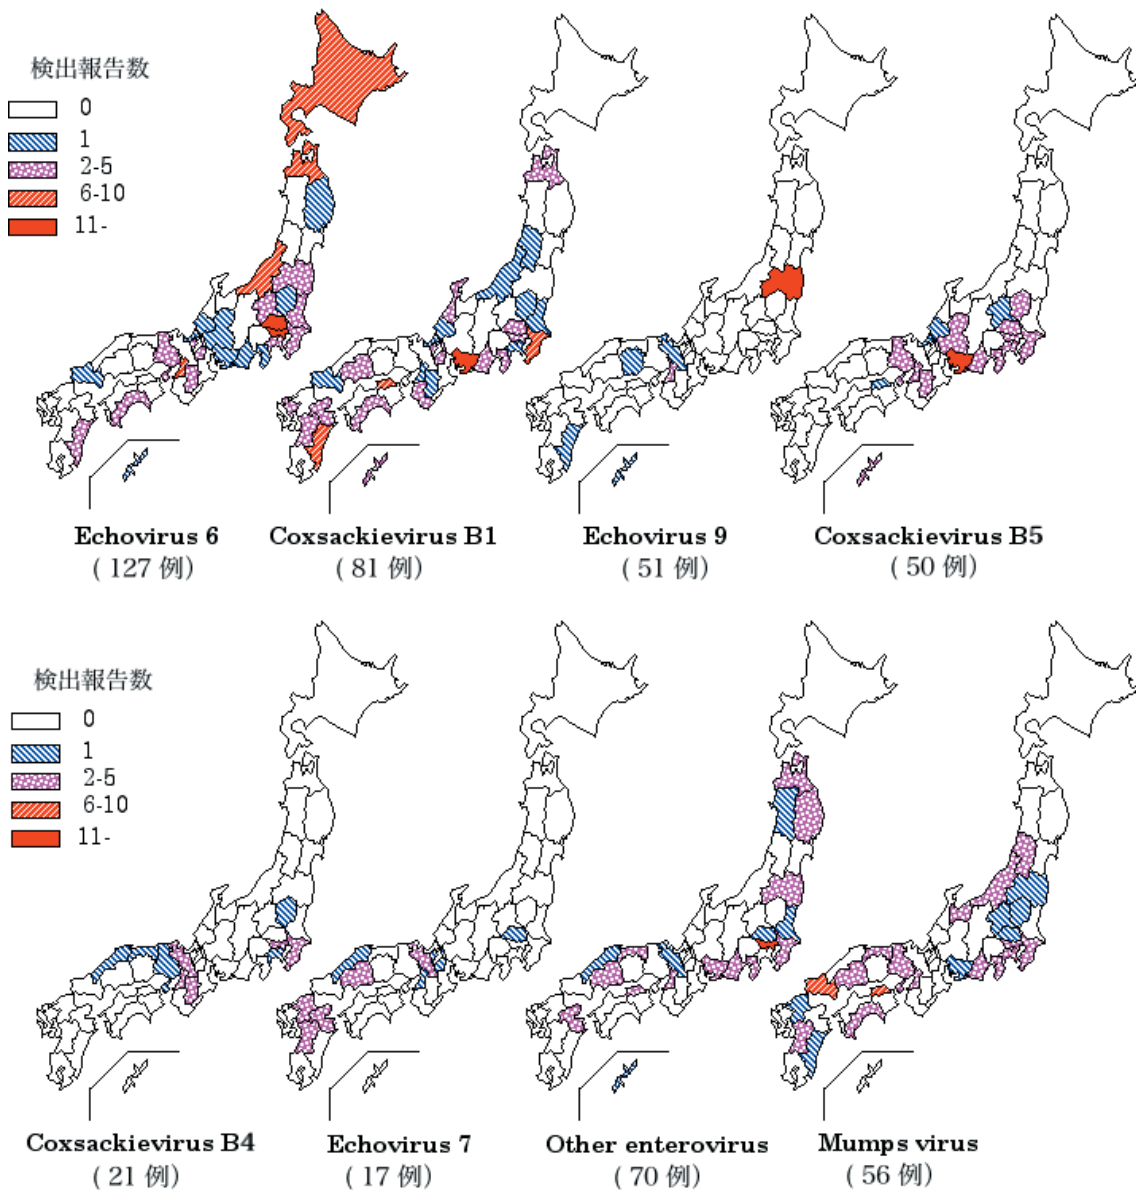 検出報告数
0
1
2-5
6-10
11-
Echovirus 6
( 127 例)
Coxsackievirus B1
( 81 例)
Echovirus 9
( 51 例)
Coxsackievirus B5
( 50 例)
検出報告数
0
1
2-5
6-10
11-
Coxsackievirus B4
( 21 例)
Echovirus 7
( 17 例)
Other enterovirus
( 70 例)
Mumps virus
( 56 例)